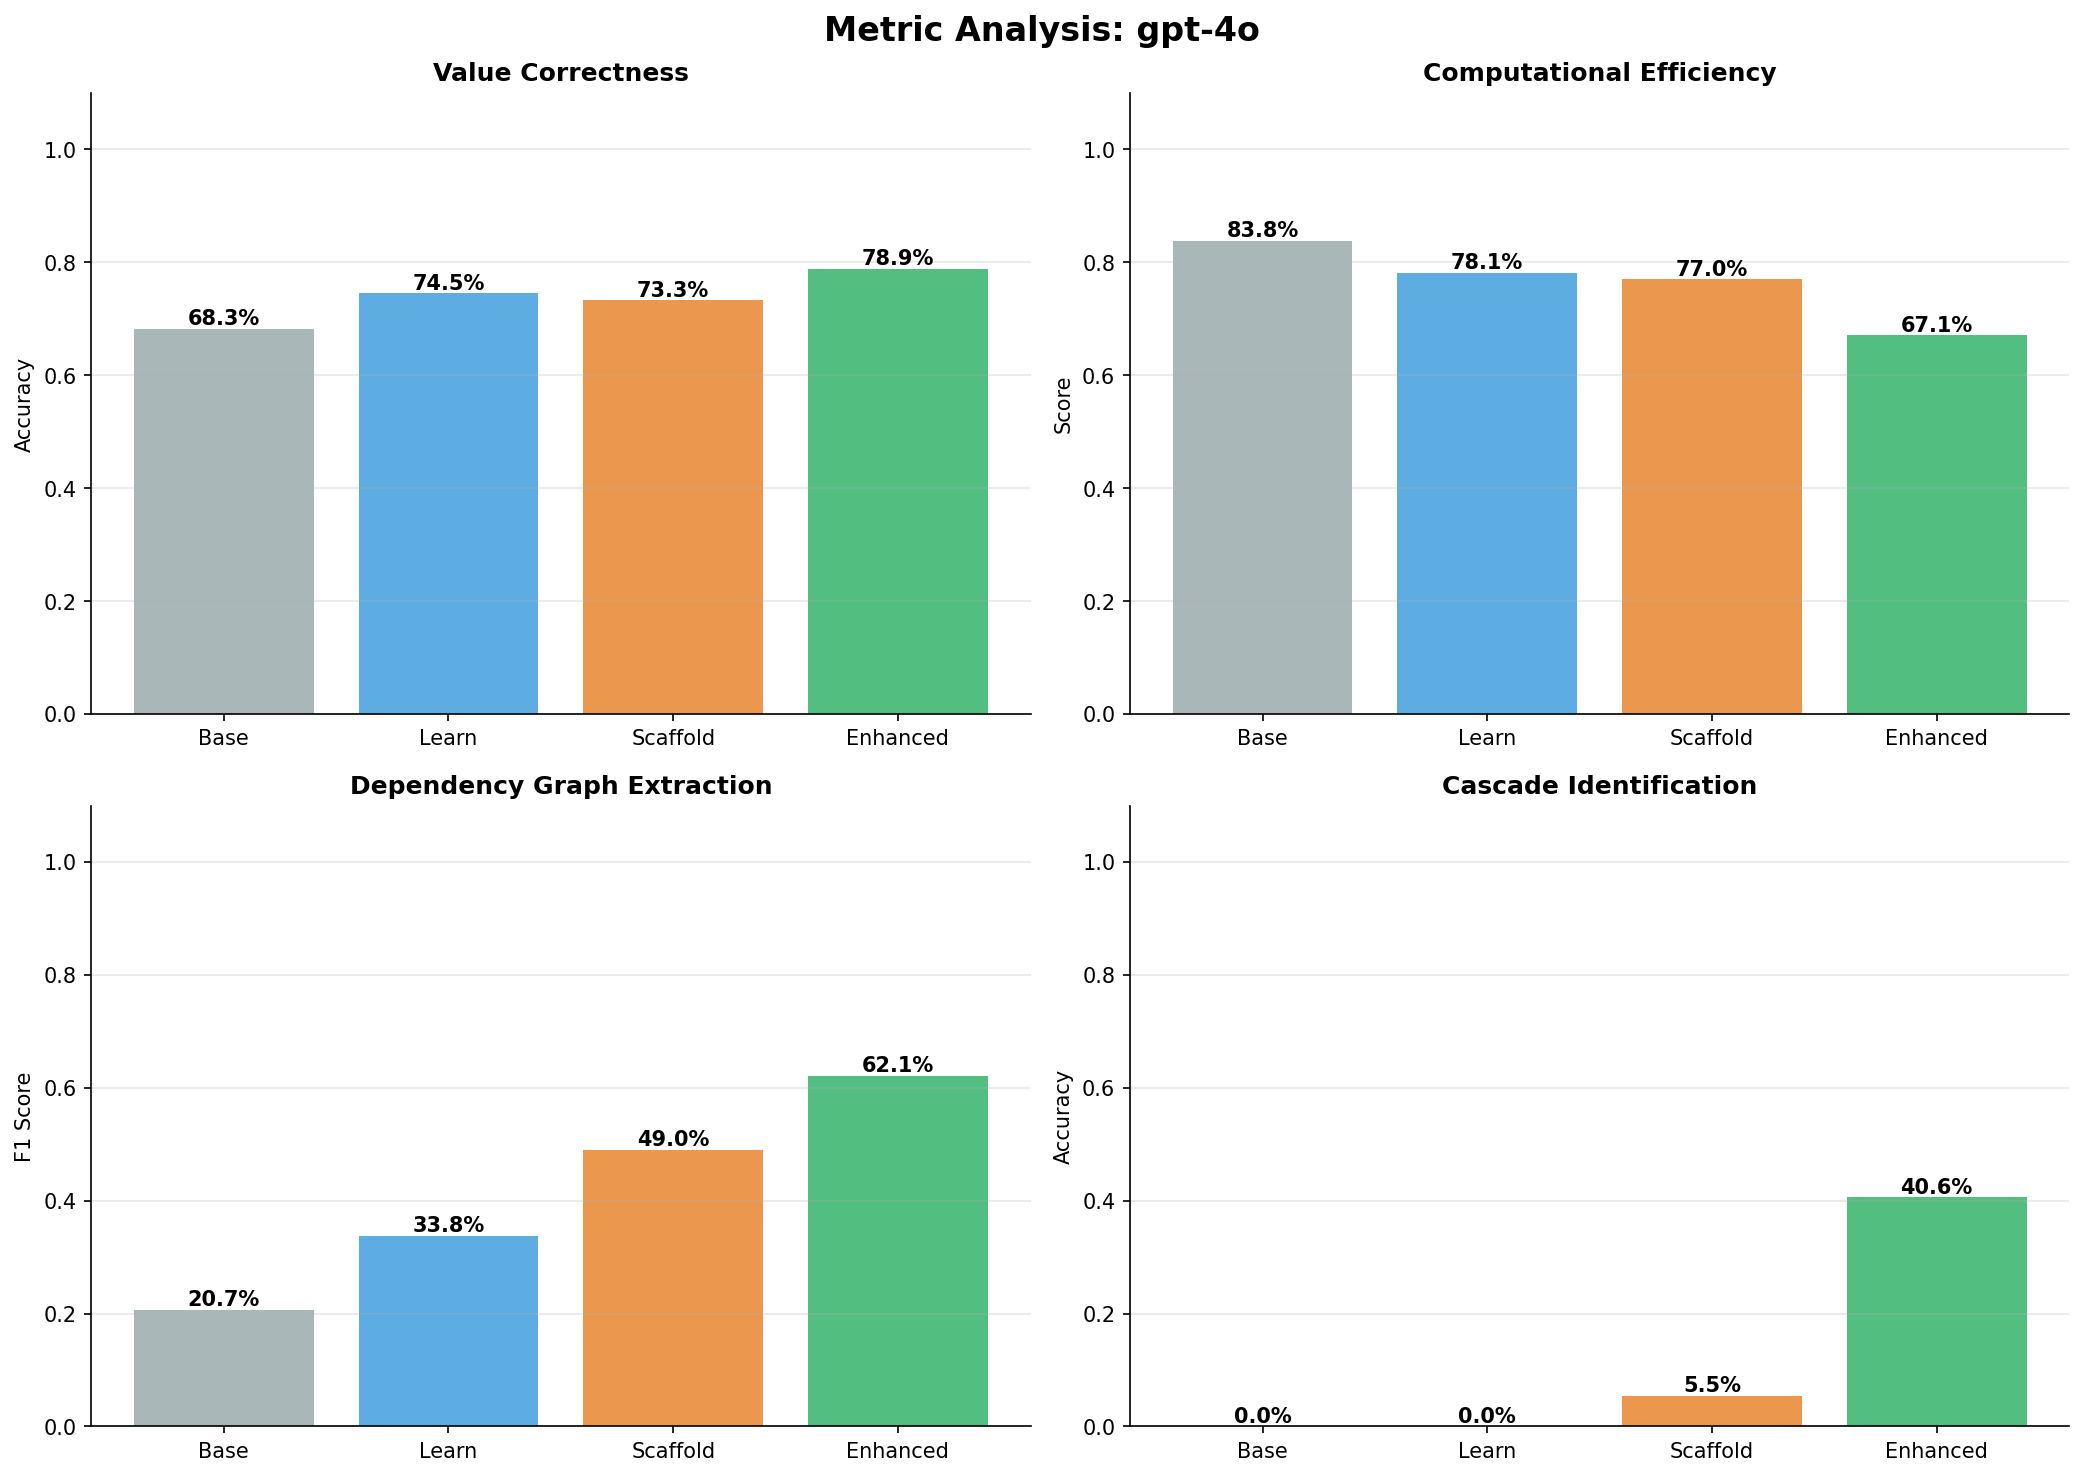 Metric Analysis: gpt-4o
Value Correctness
Accuracy
1.0
0.8
0.6
0.4
0.2
0.0
68.3%
74.5%
73.3%
78.9%
Base
Learn
Scaffold
Enhanced
Computational Efficiency
Score
1.0
0.8
0.6
0.4
0.2
0.0
83.8%
78.1%
77.0%
67.1%
Base
Learn
Scaffold
Enhanced
Dependency Graph Extraction
F1 Score
1.0
0.8
0.6
0.4
0.2
0.0
20.7%
33.8%
49.0%
62.1%
Base
Learn
Scaffold
Enhanced
Cascade Identification
Accuracy
1.0
0.8
0.6
0.4
0.2
0.0
0.0%
0.0%
5.5%
40.6%
Base
Learn
Scaffold
Enhanced